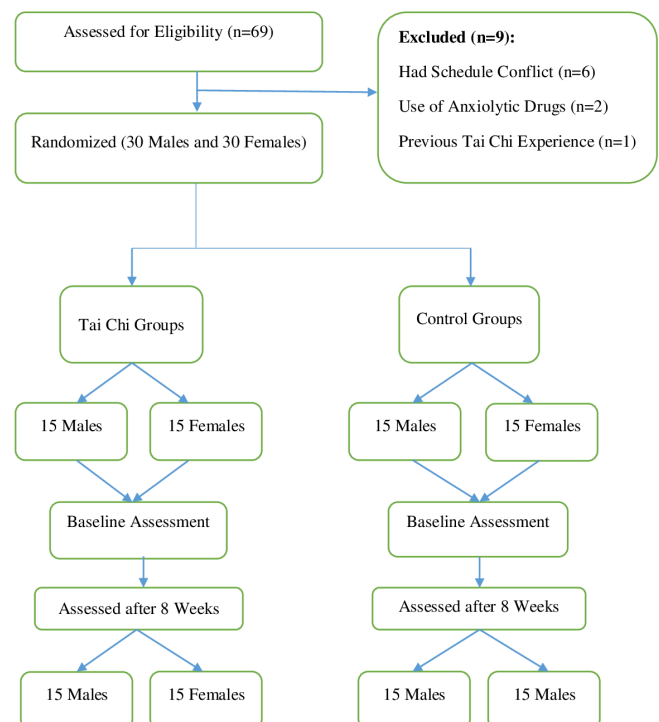 Assessed for Eligibility (n=69)
Excluded (n=9):
Had Schedule Conflict (n=6)
Use of Anxiolytic Drugs (n=2)
Previous Tai Chi Experience (n=1)
Randomized (30 Males and 30 Females)
Tai Chi Groups
Control Groups
15 Males
15 Females
15 Males
15 Females
Baseline Assessment
Baseline Assessment
Assessed after 8 Weeks
Assessed after 8 Weeks
15 Males
15 Females
15 Males
15 Males